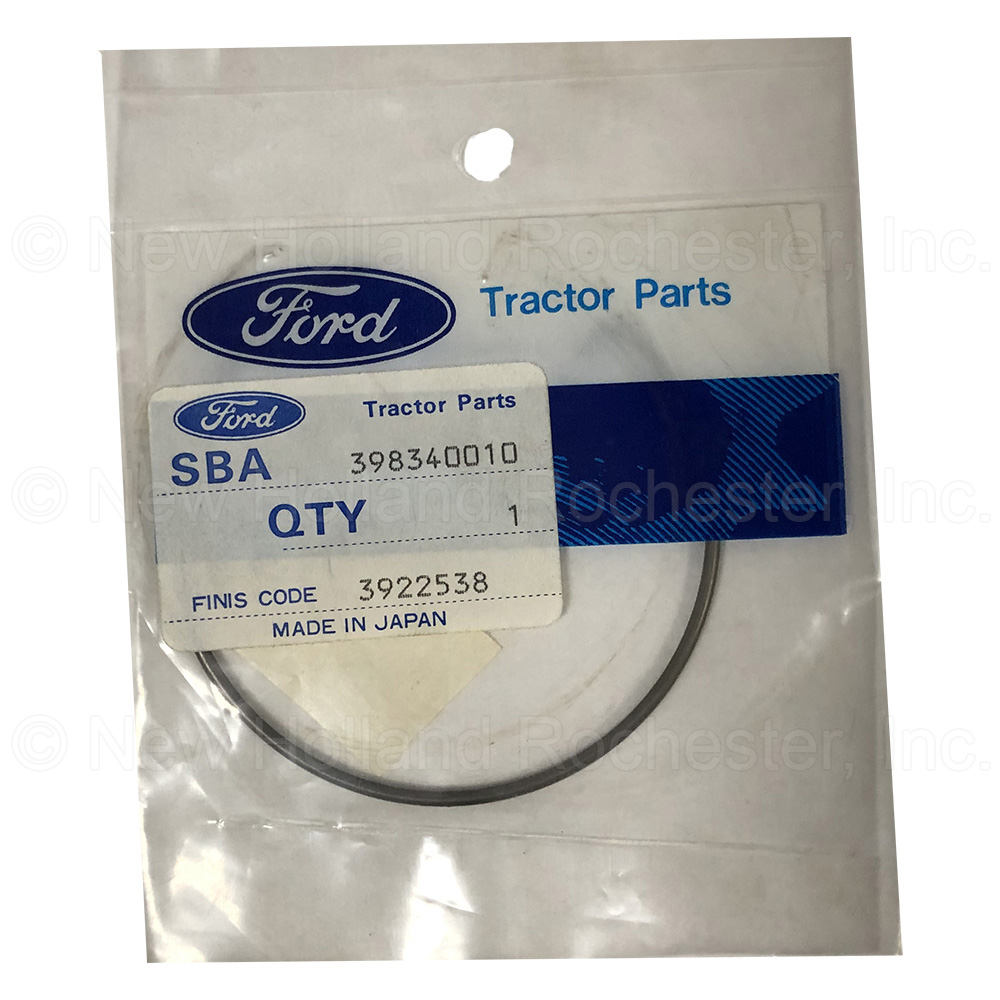 © New Holland Rochester, Inc.
Ford Tractor Parts
Ford Tractor Parts
SBA 398340010
© New Holland Rochester, Inc.
QTY 1
FINIS CODE 3922538
MADE IN JAPAN
© New Holland Rochester, Inc.